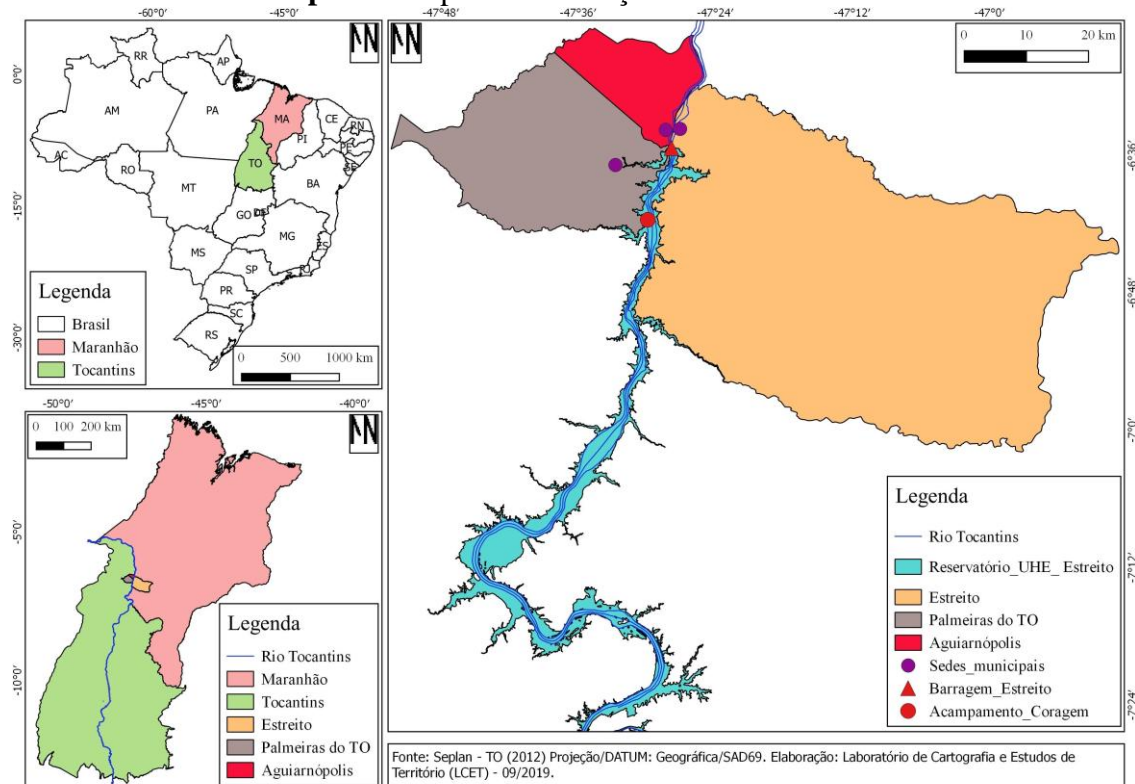 -60°0' -45°0'
0°0'
-15°0'
-30°0'
N
RR
AP
AM
PA
MA
CE
RN
PI
PE
AC
RO
TO
SE
MT
BA
GO
DF
MG
MS
ES
SP
RJ
PR
SC
RS
Legenda
Brasil
Maranhão
Tocantins
0 500 1000 km
-50°0' -45°0' -40°0'
0 100 200 km
N
-5°0'
-10°0'
Legenda
Rio Tocantins
Maranhão
Tocantins
Estreito
Palmeiras do TO
Aguiarnópolis
-47°48' -47°36' -47°24' -47°12' -47°0'
N
0 10 20 km
-6°36'
-6°48'
-7°0'
-7°12'
-7°24'
Legenda
Rio Tocantins
Reservatório_UHE_ Estreito
Estreito
Palmeiras do TO
Aguiarnópolis
Sedes_municipais
Barragem_Estreito
Acampamento_Coragem
Fonte: Seplan - TO (2012) Projeção/DATUM: Geográfica/SAD69. Elaboração: Laboratório de Cartografia e Estudos de
Território (LCET) - 09/2019.